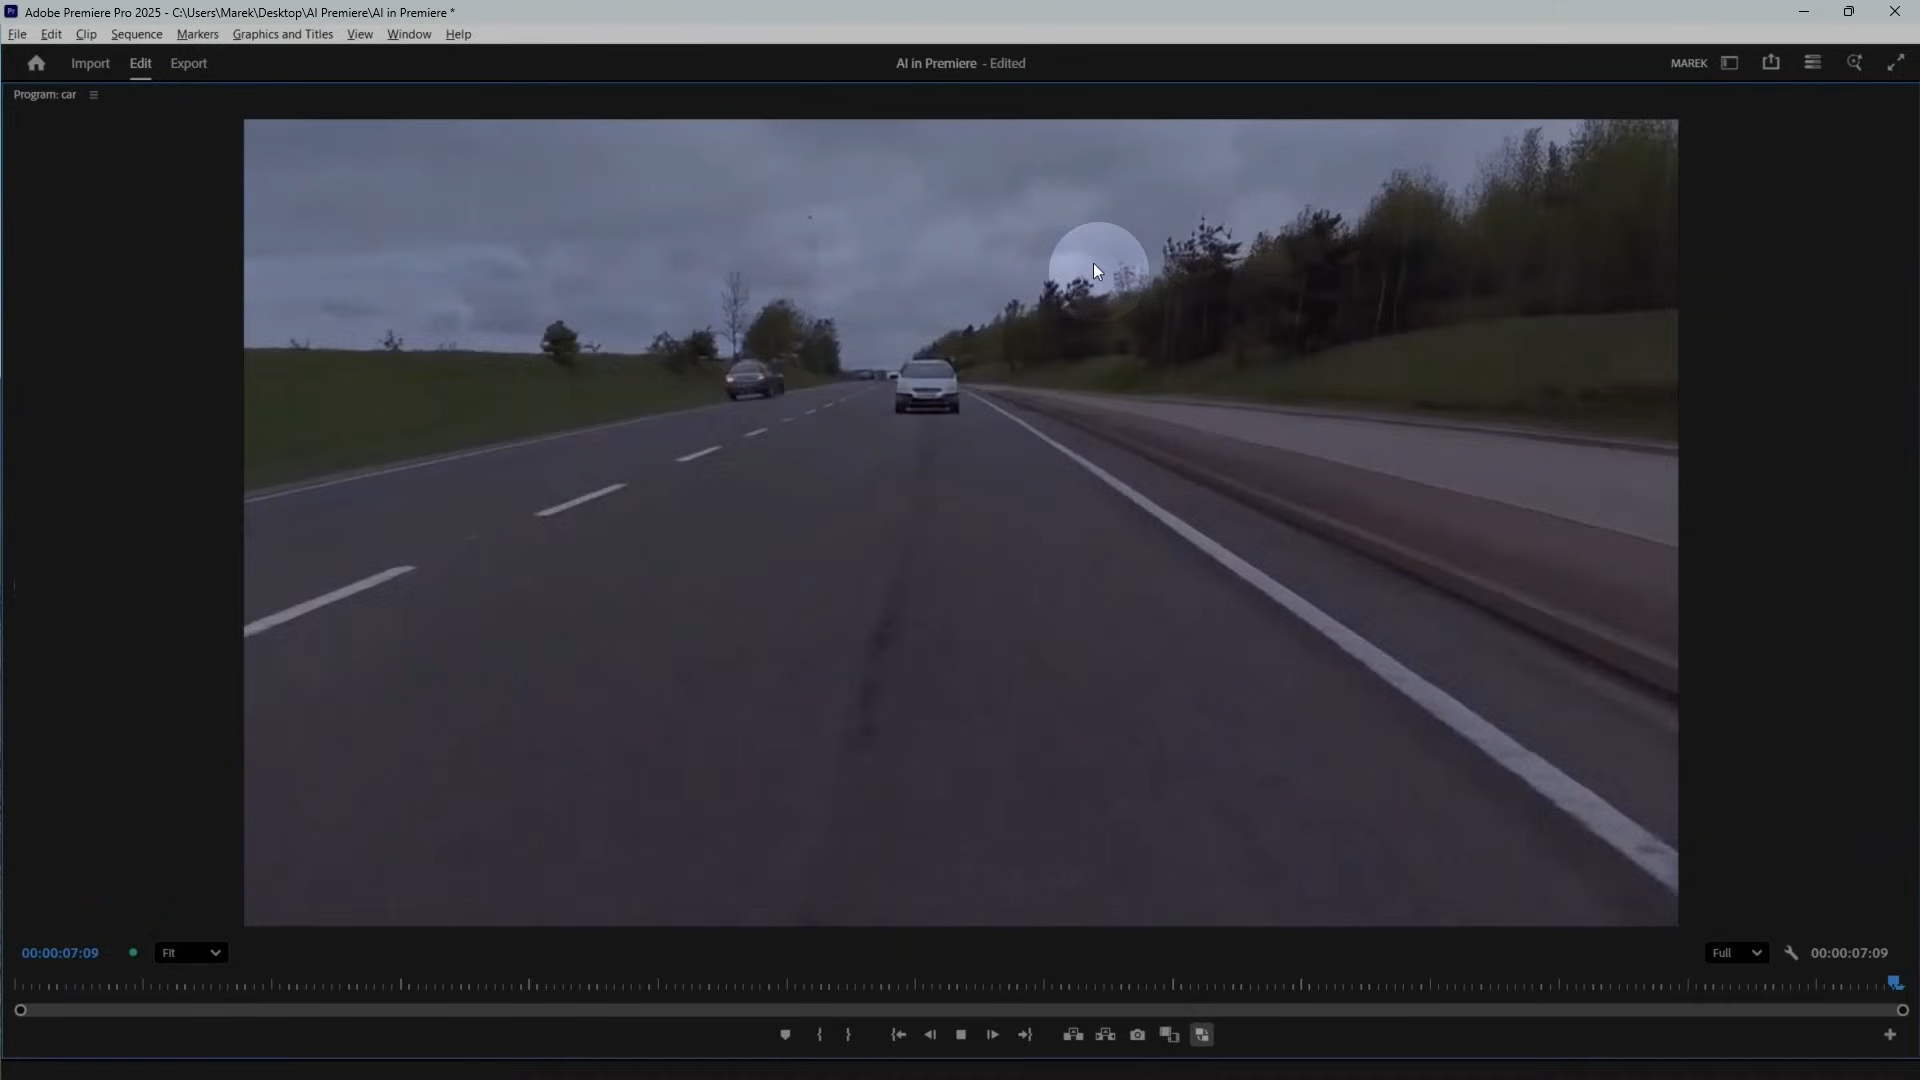 Adobe Premiere Pro 2025 - C:\Users\Marek\Desktop\AI Premiere\AI in Premiere *
File Edit Clip Sequence Markers Graphics and Titles View Window Help
Import Edit Export AI in Premiere - Edited MAREK
Program: car
00:00:07:09 Fit Full 00:00:07:09